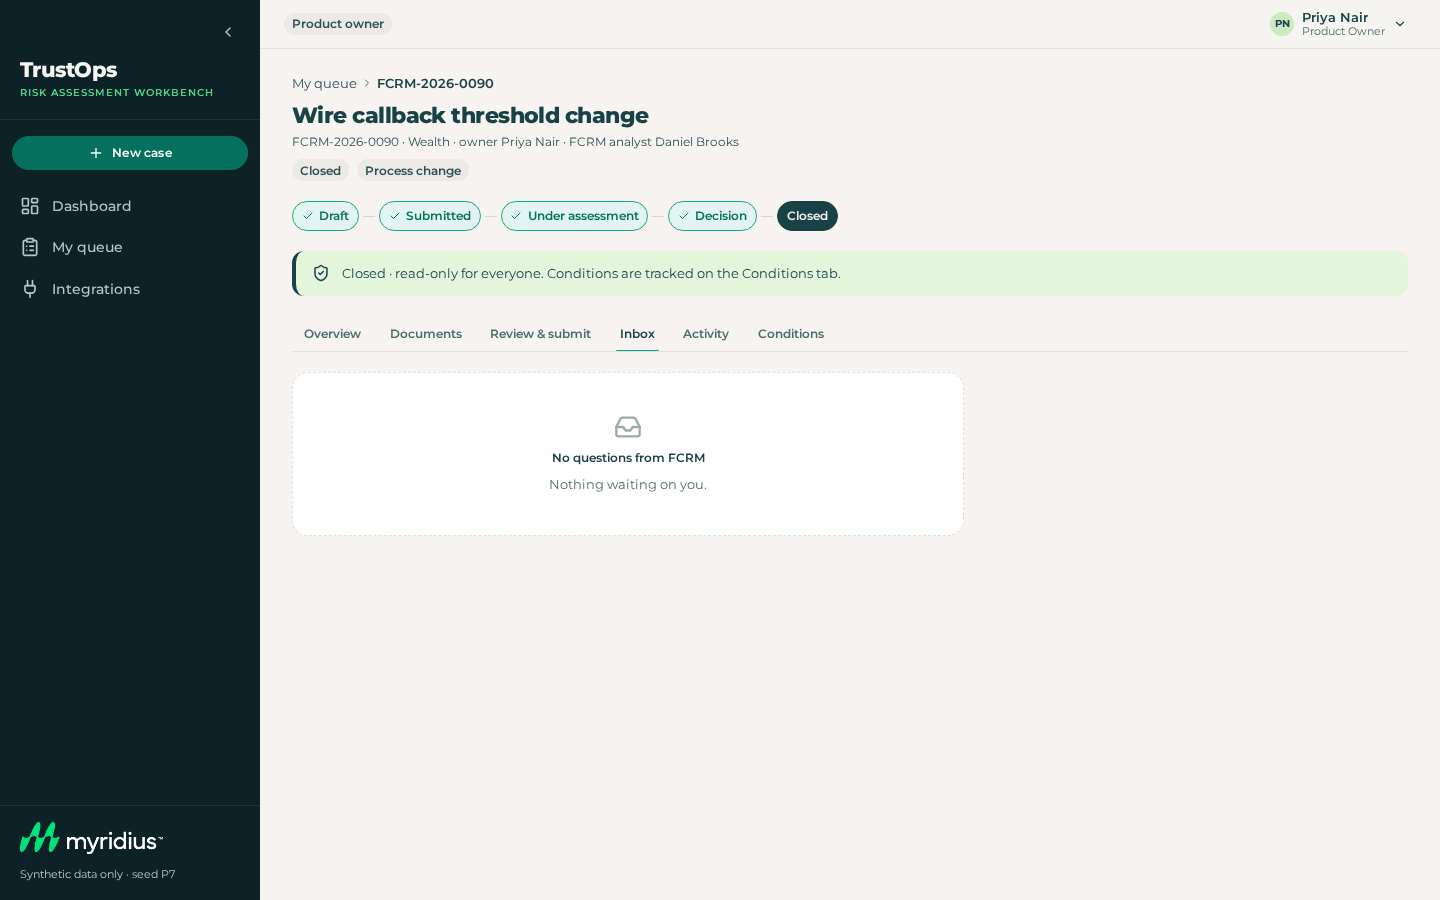 TrustOps
RISK ASSESSMENT WORKBENCH
New case
Dashboard
My queue
Integrations
myridius™
Synthetic data only · seed P7
Product owner
PN
Priya Nair
Product Owner
My queue > FCRM-2026-0090
Wire callback threshold change
FCRM-2026-0090 · Wealth · owner Priya Nair · FCRM analyst Daniel Brooks
Closed Process change
Draft Submitted Under assessment Decision Closed
Closed · read-only for everyone. Conditions are tracked on the Conditions tab.
Overview Documents Review & submit Inbox Activity Conditions
No questions from FCRM
Nothing waiting on you.